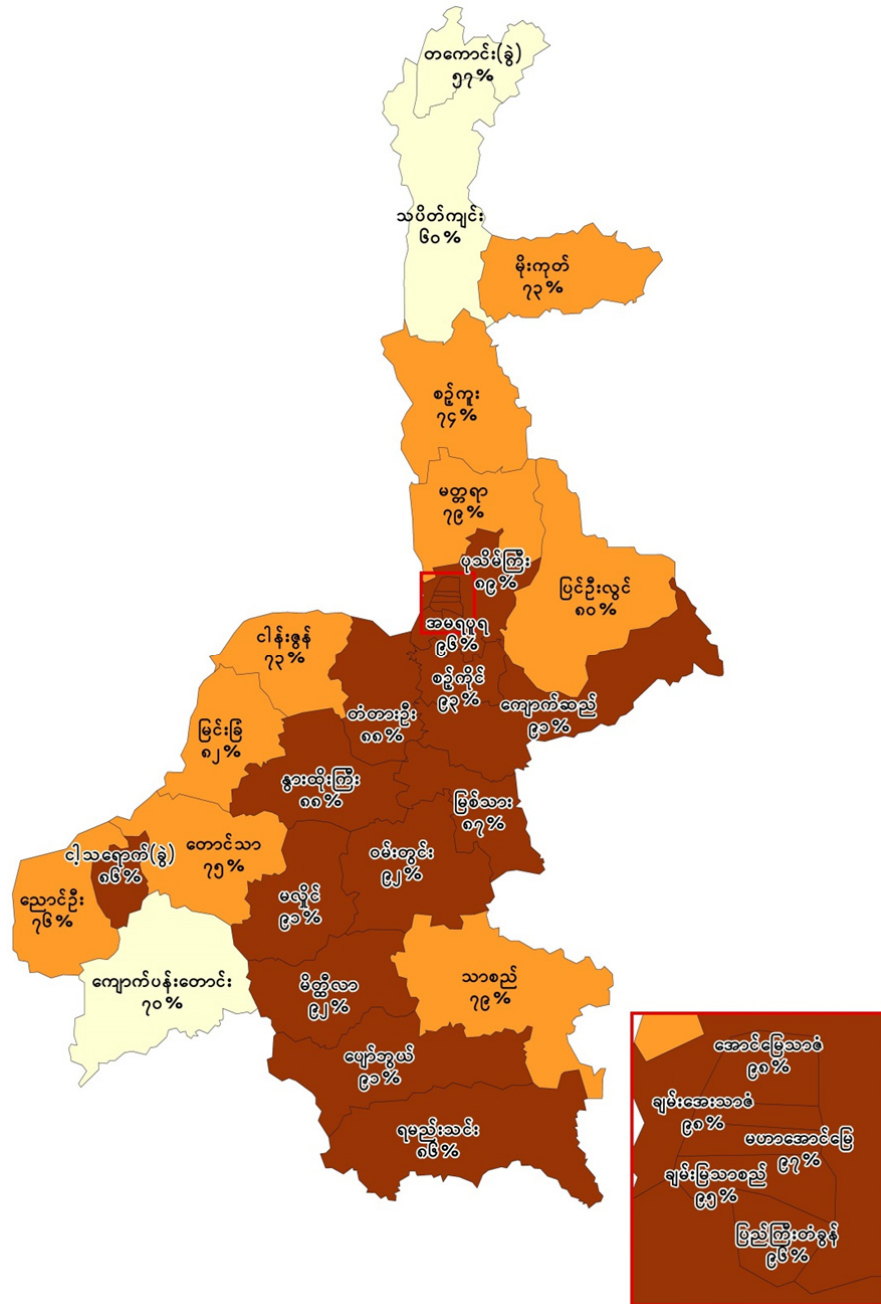 တကောင်း(ခွဲ)
၅၇%
သပိတ်ကျင်း
၆၀%
မိုးကုတ်
၇၃%
စဉ့်ကူး
၇၄%
မတ္တရာ
၇၉%
ပုသိမ်ကြီး
၈၉%
ပြင်ဦးလွင်
၈၀%
အမရပူရ
၉၆%
ငါန်းဇွန်
၇၃%
စဉ့်ကိုင်
၉၃%
ကျောက်ဆည်
၉၁%
တံတားဦး
၈၈%
မြင်းခြံ
၈၂%
နွားထိုးကြီး
၈၈%
မြစ်သား
၈၇%
တောင်သာ
၇၅%
ငါ့သရောက်(ခွဲ)
၈၆%
ဝမ်းတွင်း
၉၂%
ညောင်ဦး
၇၆%
မလှိုင်
၉၁%
ကျောက်ပန်းတောင်း
၇၀%
မိတ္ထီလာ
၉၂%
သာစည်
၇၉%
ပျော်ဘွယ်
၉၁%
ရမည်းသင်း
၈၆%
အောင်မြေသာဇံ
၉၈%
ချမ်းအေးသာဇံ
၉၈%
မဟာအောင်မြေ
၉၇%
ချမ်းမြသာစည်
၉၅%
ပြည်ကြီးတံခွန်
၉၆%